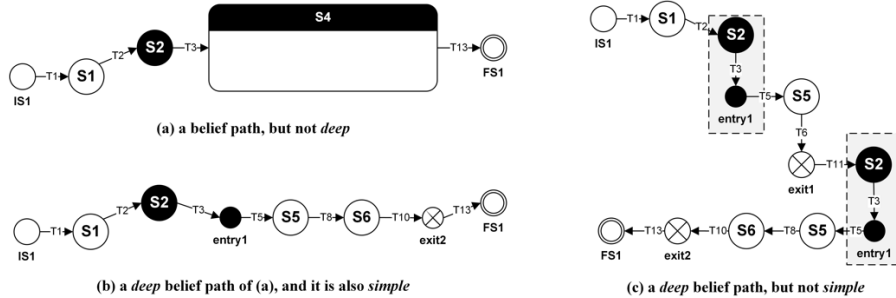 S4
IS1
T1
S1
T2
S2
T3
T13
FS1
(a) a belief path, but not deep
IS1
T1
S1
T2
S2
T3
entry1
T5
S5
T8
S6
T10
exit2
T13
FS1
(b) a deep belief path of (a), and it is also simple
IS1
T1
S1
T2
S2
T3
entry1
T5
S5
T6
exit1
T11
S2
T3
entry1
T5
S5
T8
S6
T10
exit2
T13
FS1
(c) a deep belief path, but not simple